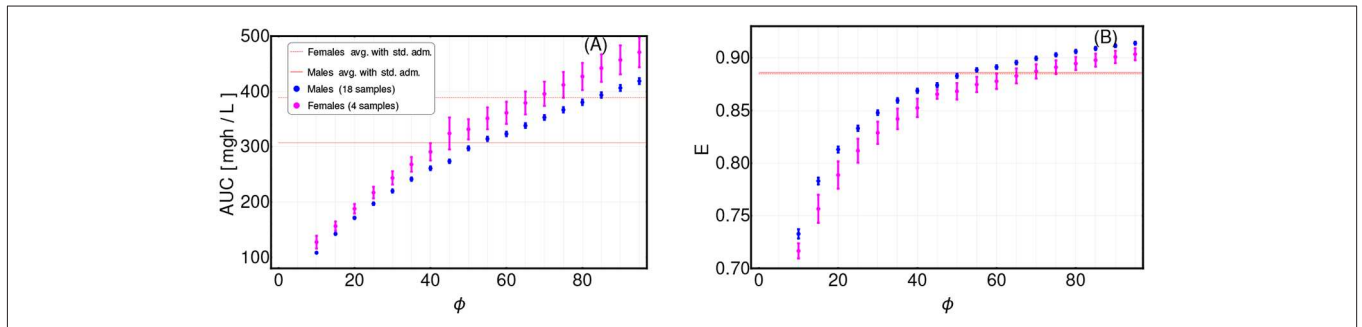 (A)
AUC [mgh / L]
500
400
300
200
100
0
20
40
60
80
ϕ
Females avg. with std. adm.
Males avg. with std. adm.
Males (18 samples)
Females (4 samples)
(B)
E
0.90
0.85
0.80
0.75
0.70
0
20
40
60
80
ϕ